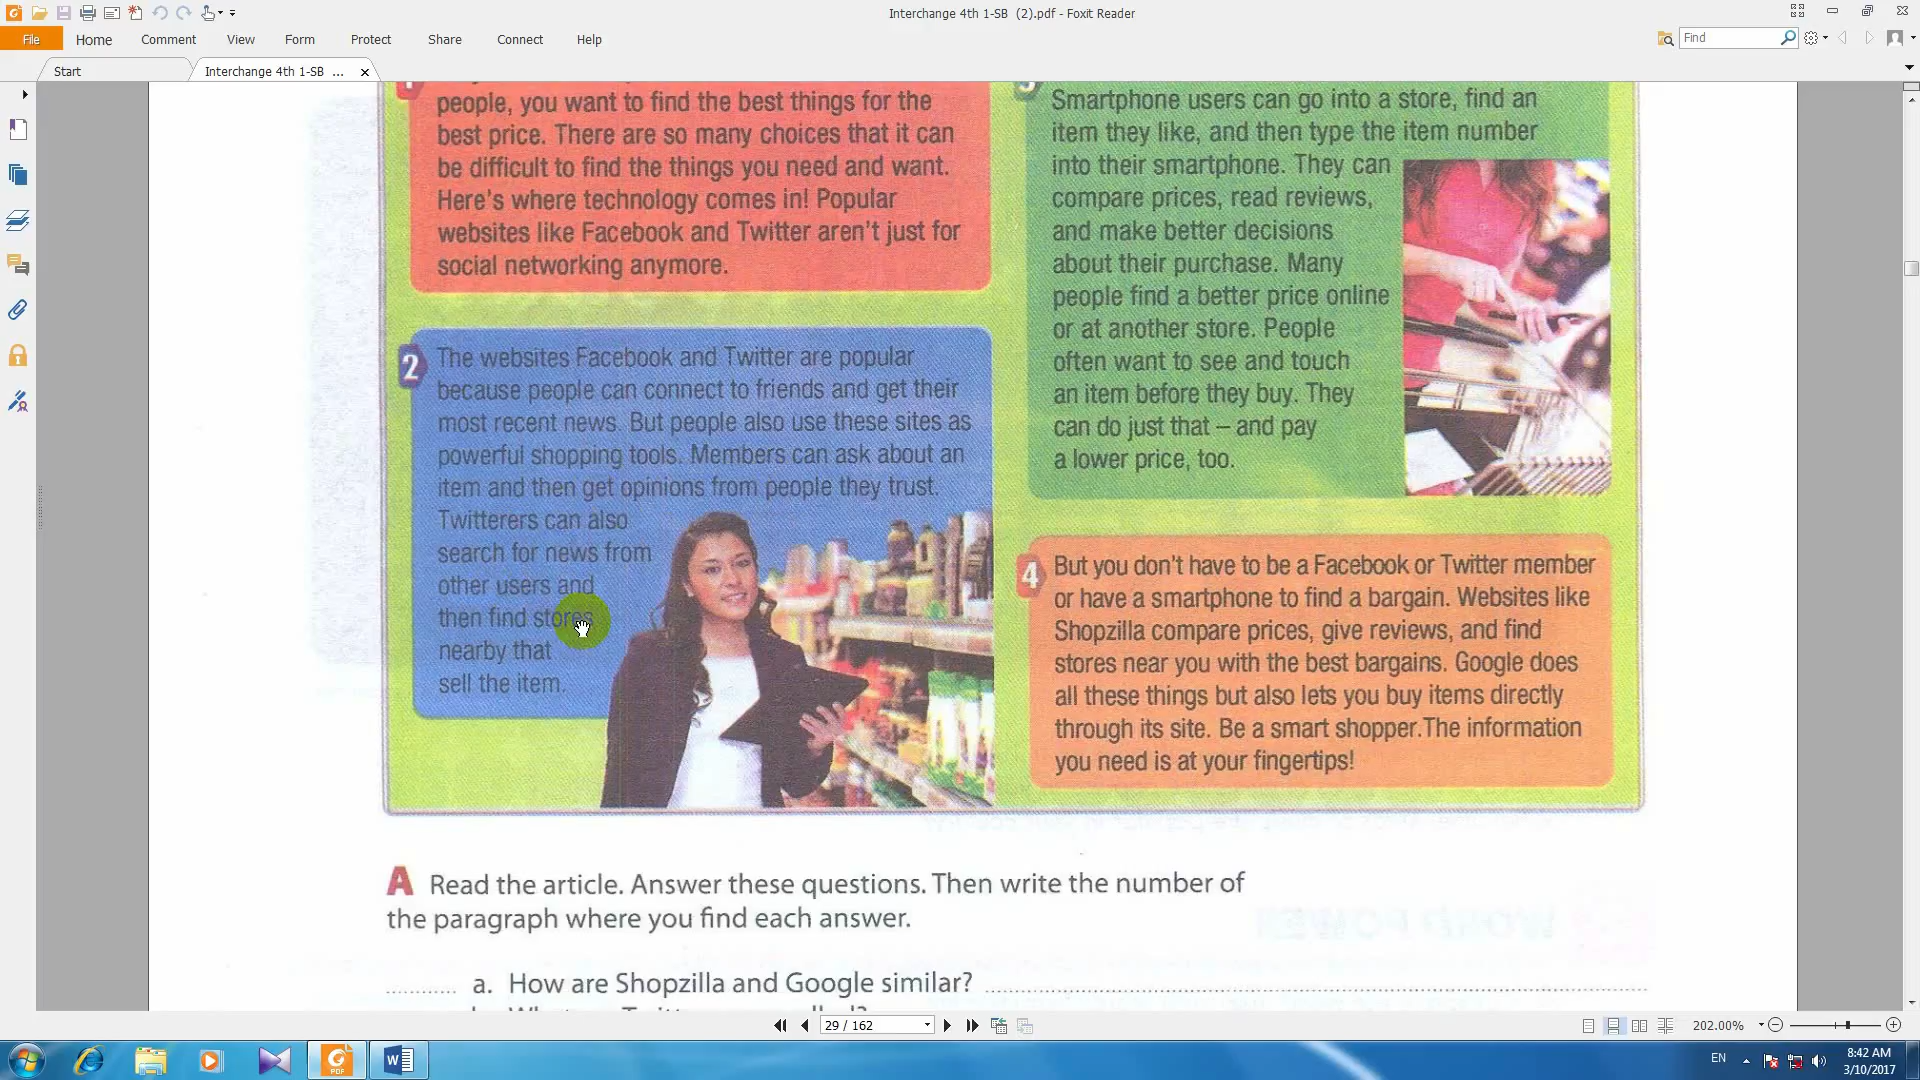 Interchange 4th 1-SB (2).pdf - Foxit Reader
File Home Comment View Form Protect Share Connect Help
Find
Start
Interchange 4th 1-SB ...
people, you want to find the best things for the
best price. There are so many choices that it can
be difficult to find the things you need and want.
Here's where technology comes in! Popular
websites like Facebook and Twitter aren't just for
social networking anymore.
2
The websites Facebook and Twitter are popular
because people can connect to friends and get their
most recent news. But people also use these sites as
powerful shopping tools. Members can ask about an
item and then get opinions from people they trust.
Twitterers can also
search for news from
other users and
then find stores
nearby that
sell the item.
3
Smartphone users can go into a store, find an
item they like, and then type the item number
into their smartphone. They can
compare prices, read reviews,
and make better decisions
about their purchase. Many
people find a better price online
or at another store. People
often want to see and touch
an item before they buy. They
can do just that – and pay
a lower price, too.
4
But you don't have to be a Facebook or Twitter member
or have a smartphone to find a bargain. Websites like
Shopzilla compare prices, give reviews, and find
stores near you with the best bargains. Google does
all these things but also lets you buy items directly
through its site. Be a smart shopper.The information
you need is at your fingertips!
A Read the article. Answer these questions. Then write the number of
the paragraph where you find each answer.
a. How are Shopzilla and Google similar?
29 / 162
202.00%
PDF
EN
8:42 AM
3/10/2017